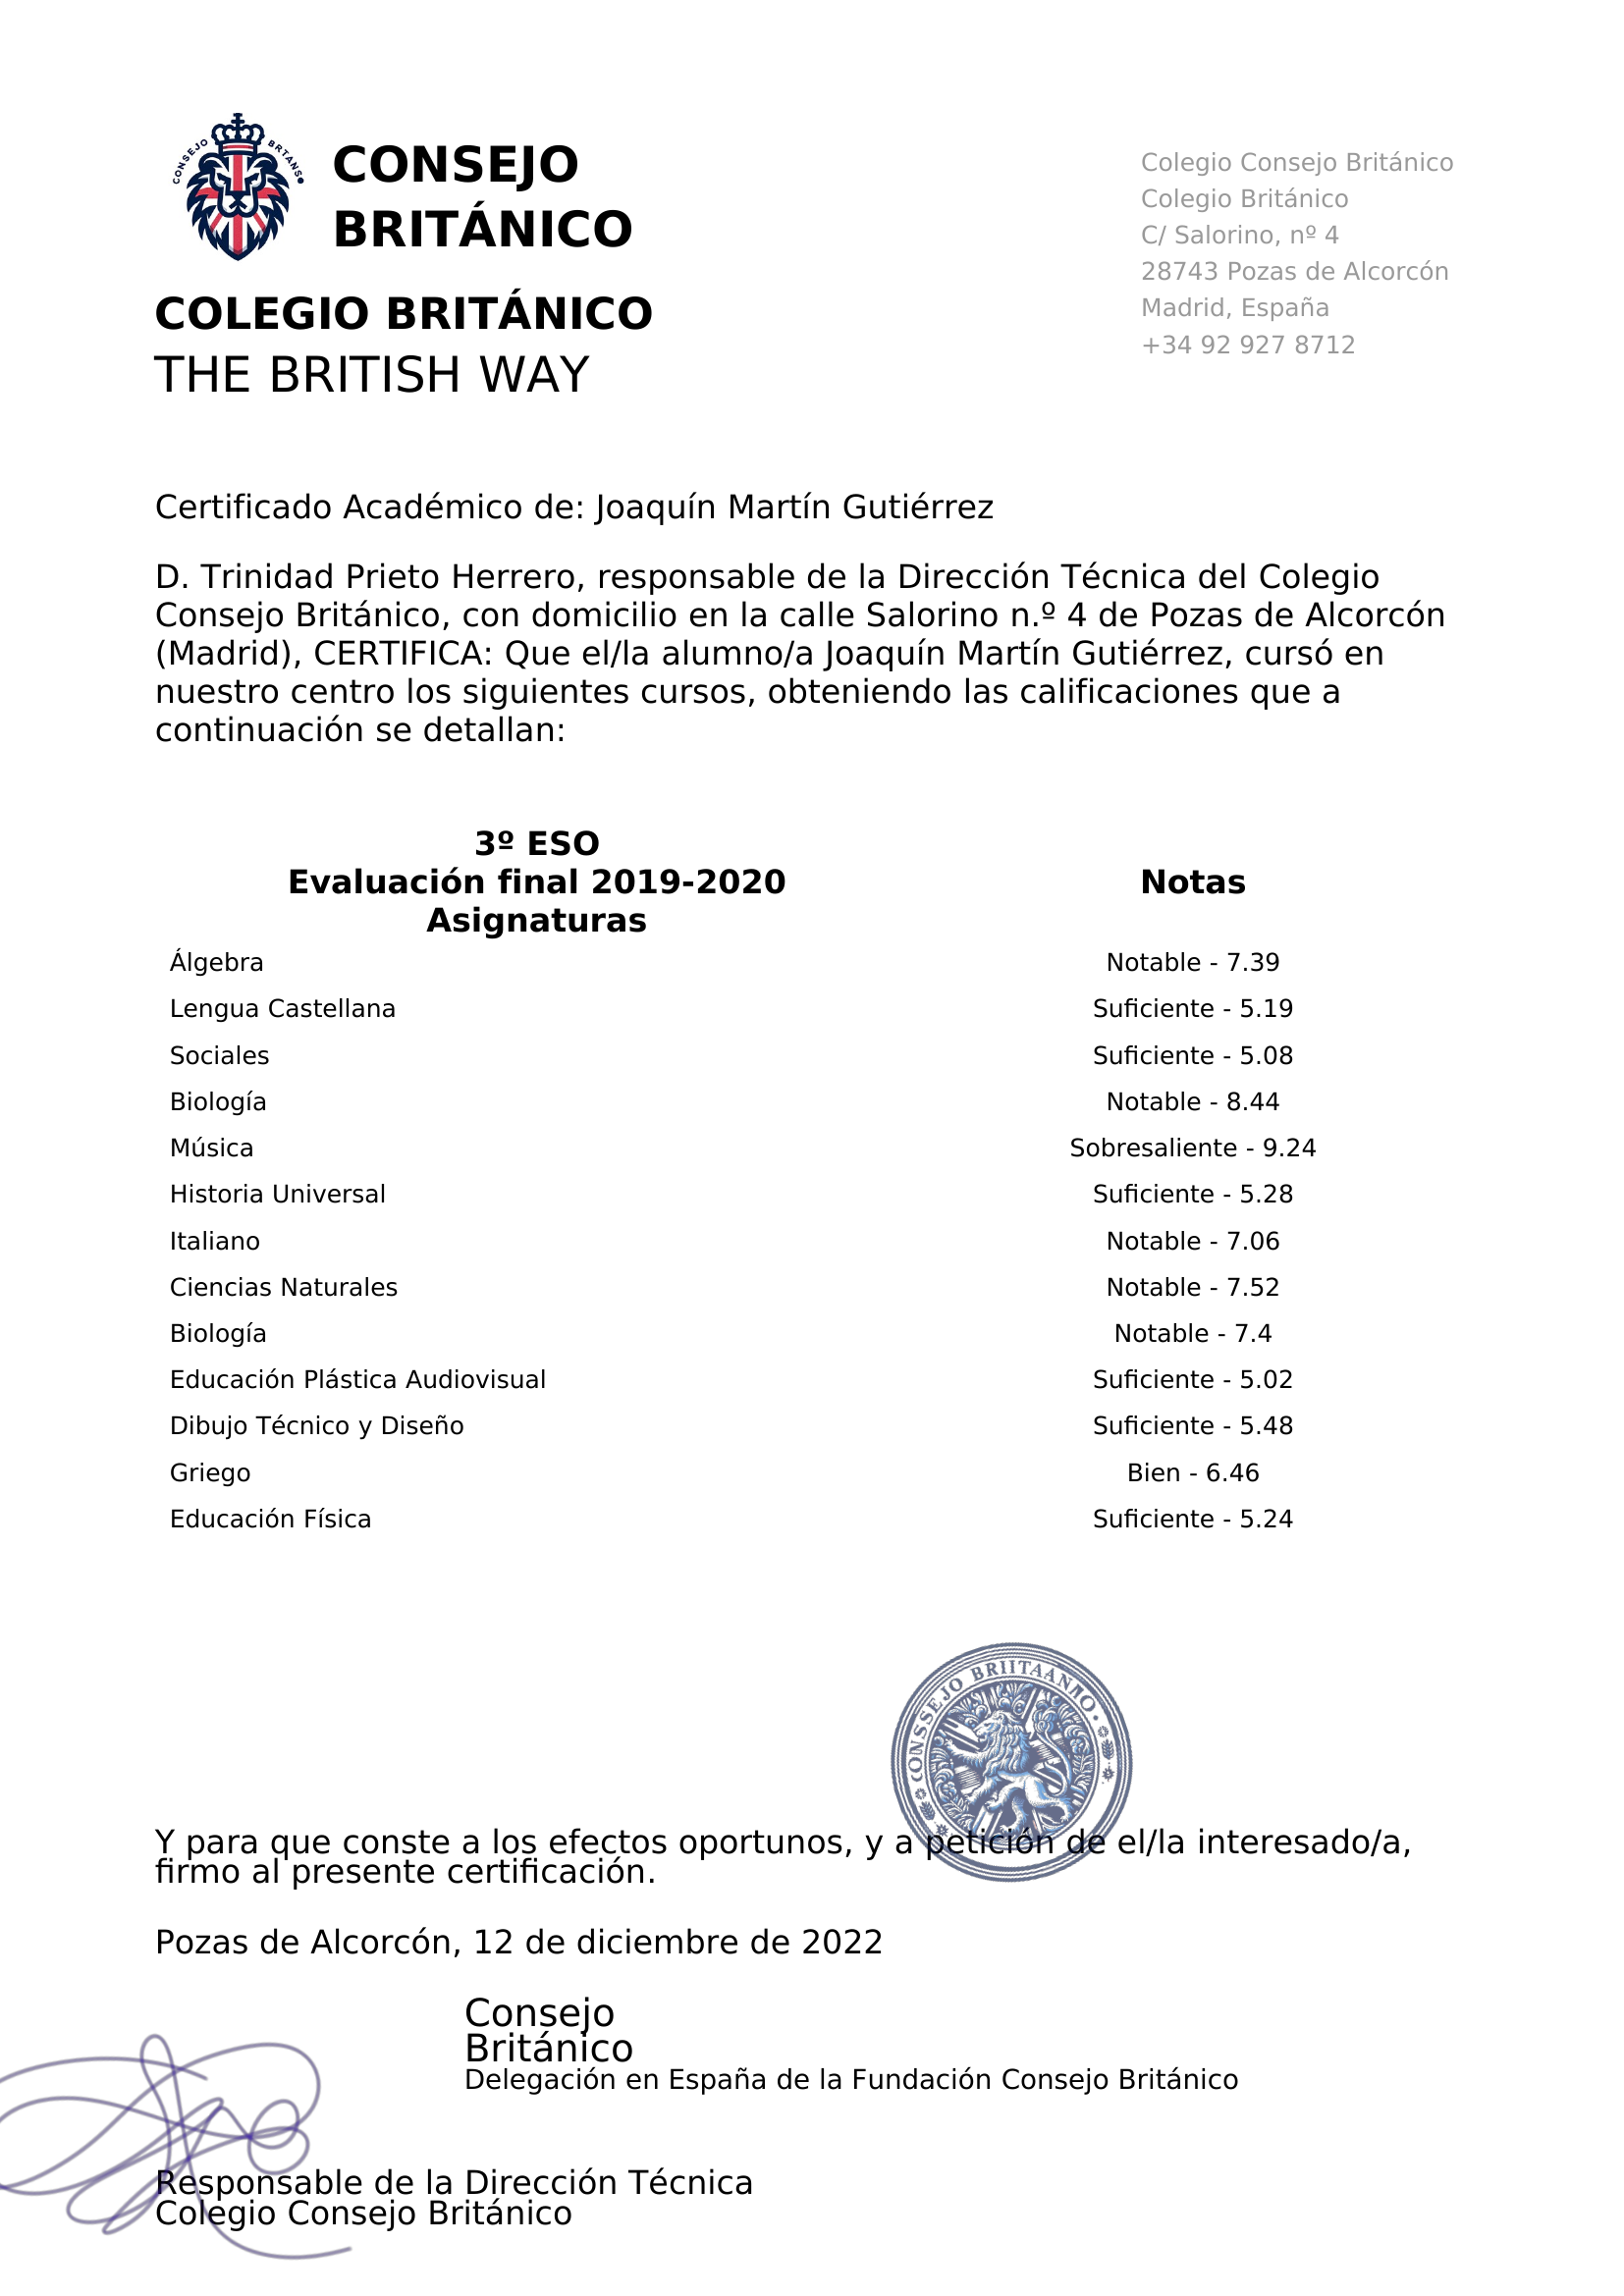 CONSEJO BRTANS
CONSEJO
BRITÁNICO
COLEGIO BRITÁNICO
THE BRITISH WAY
Colegio Consejo Británico
Colegio Británico
C/ Salorino, nº 4
28743 Pozas de Alcorcón
Madrid, España
+34 92 927 8712
Certificado Académico de: Joaquín Martín Gutiérrez
D. Trinidad Prieto Herrero, responsable de la Dirección Técnica del Colegio
Consejo Británico, con domicilio en la calle Salorino n.º 4 de Pozas de Alcorcón
(Madrid), CERTIFICA: Que el/la alumno/a Joaquín Martín Gutiérrez, cursó en
nuestro centro los siguientes cursos, obteniendo las calificaciones que a
continuación se detallan:
3º ESO
Evaluación final 2019-2020 Notas
Asignaturas
Álgebra Notable - 7.39
Lengua Castellana Suficiente - 5.19
Sociales Suficiente - 5.08
Biología Notable - 8.44
Música Sobresaliente - 9.24
Historia Universal Suficiente - 5.28
Italiano Notable - 7.06
Ciencias Naturales Notable - 7.52
Biología Notable - 7.4
Educación Plástica Audiovisual Suficiente - 5.02
Dibujo Técnico y Diseño Suficiente - 5.48
Griego Bien - 6.46
Educación Física Suficiente - 5.24
CONSSEJO BRIITAANIO
Y para que conste a los efectos oportunos, y a petición de el/la interesado/a,
firmo al presente certificación.
Pozas de Alcorcón, 12 de diciembre de 2022
Consejo
Británico
Delegación en España de la Fundación Consejo Británico
Responsable de la Dirección Técnica
Colegio Consejo Británico